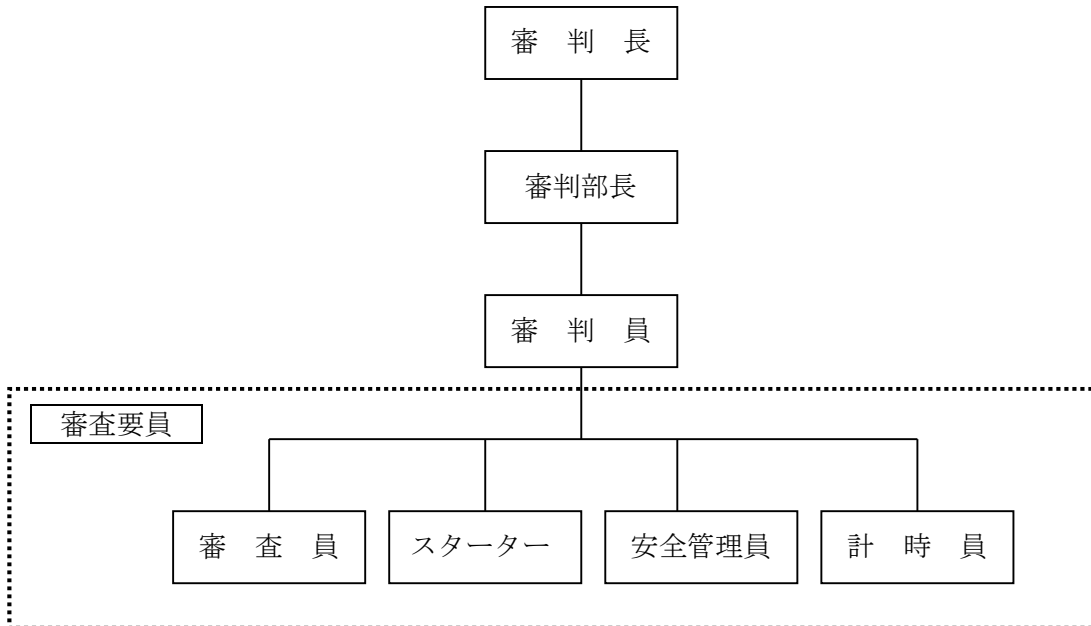 審　判　長
審判部長
審　判　員
審査要員
審　査　員
スターター
安全管理員
計　時　員